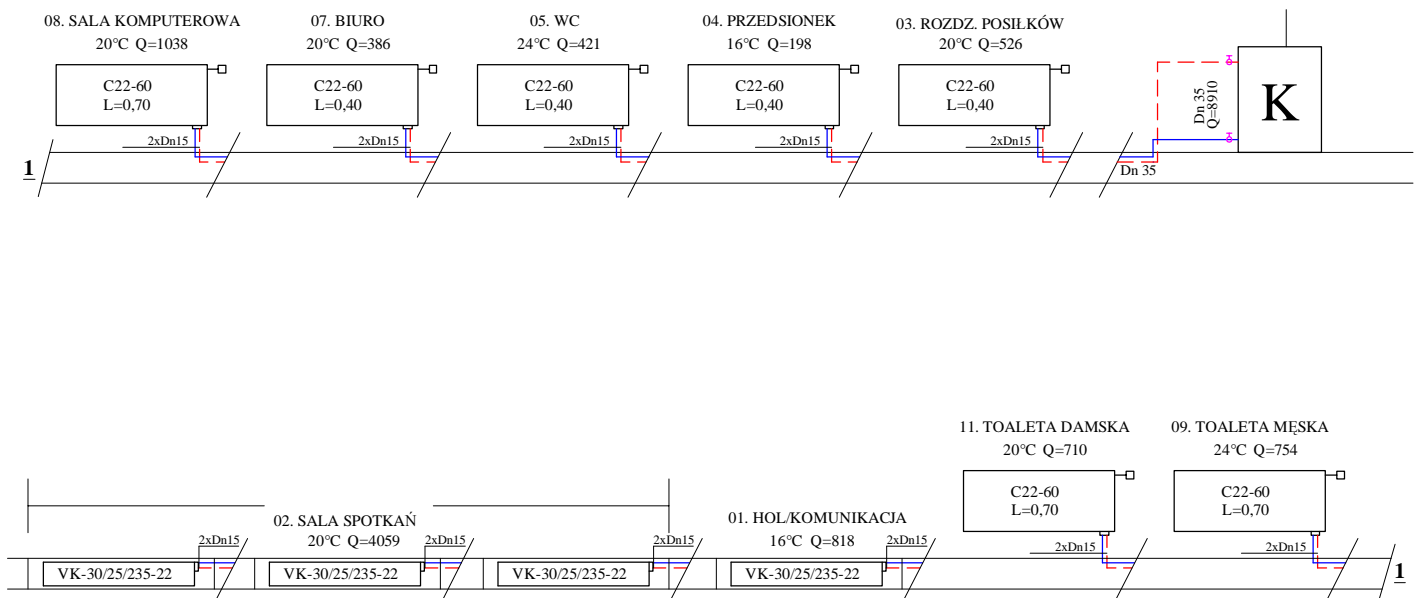 08. SALA KOMPUTEROWA
20°C Q=1038
C22-60
L=0,70
2xDn15
07. BIURO
20°C Q=386
C22-60
L=0,40
2xDn15
05. WC
24°C Q=421
C22-60
L=0,40
2xDn15
04. PRZEDSIONEK
16°C Q=198
C22-60
L=0,40
2xDn15
03. ROZDZ. POSIŁKÓW
20°C Q=526
C22-60
L=0,40
2xDn15
Dn 35
Q=8910
K
Dn 35
1
02. SALA SPOTKAŃ
20°C Q=4059
2xDn15
VK-30/25/235-22
2xDn15
VK-30/25/235-22
2xDn15
VK-30/25/235-22
01. HOL/KOMUNIKACJA
16°C Q=818
2xDn15
VK-30/25/235-22
11. TOALETA DAMSKA
20°C Q=710
C22-60
L=0,70
2xDn15
09. TOALETA MĘSKA
24°C Q=754
C22-60
L=0,70
2xDn15
1